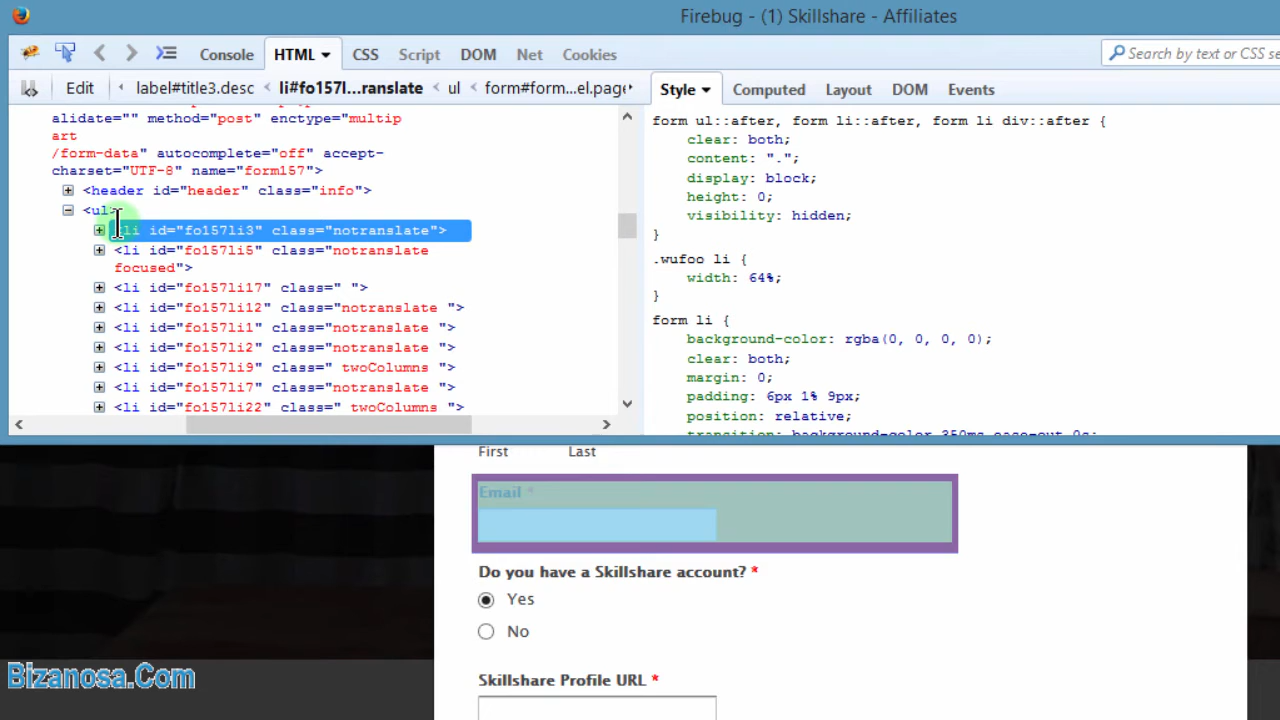 Firebug - (1) Skillshare - Affiliates
Console HTML CSS Script DOM Net Cookies
Search by text or CSS se
Edit label#title3.desc < li#fo157l...ranslate < ul < form#form...el.page
Style Computed Layout DOM Events
alidate="" method="post" enctype="multip
art
/form-data" autocomplete="off" accept-
charset="UTF-8" name="form157">
<header id="header" class="info">
<ul>
<li id="fo157li3" class="notranslate">
<li id="fo157li5" class="notranslate
focused">
<li id="fo157li17" class=" ">
<li id="fo157li12" class="notranslate ">
<li id="fo157li1" class="notranslate ">
<li id="fo157li2" class="notranslate ">
<li id="fo157li9" class=" twoColumns ">
<li id="fo157li7" class="notranslate ">
<li id="fo157li22" class=" twoColumns ">
form ul::after, form li::after, form li div::after {
clear: both;
content: ".";
display: block;
height: 0;
visibility: hidden;
}
.wufoo li {
width: 64%;
}
form li {
background-color: rgba(0, 0, 0, 0);
clear: both;
margin: 0;
padding: 6px 1% 9px;
position: relative;
transition: background-color 350ms ease-out 0s;
First Last
Email *
Do you have a Skillshare account? *
Yes
No
Skillshare Profile URL *
Bizanosa.Com